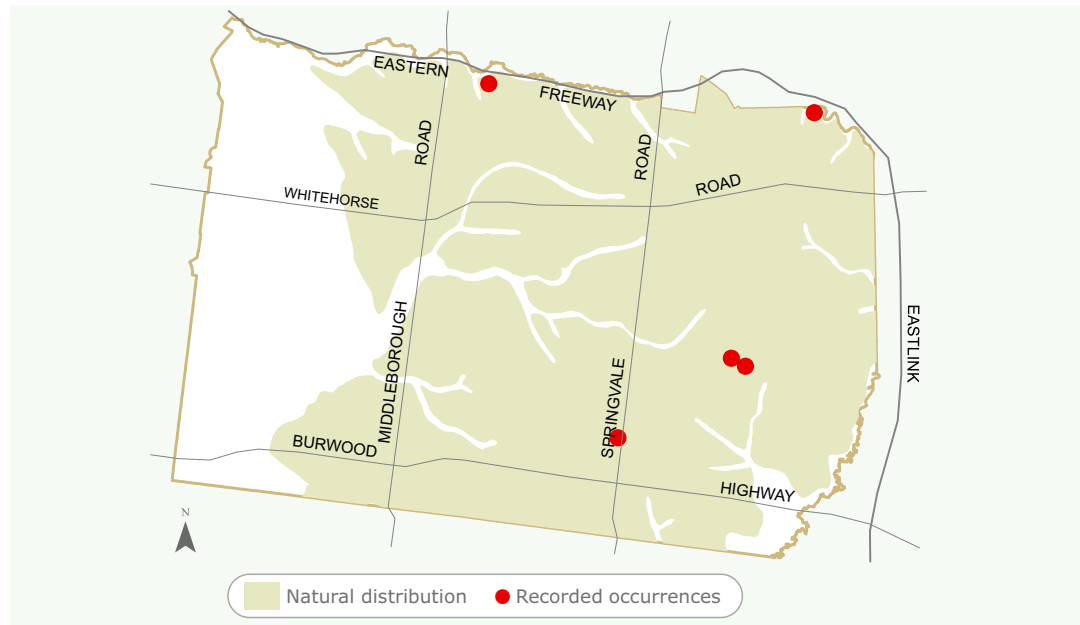 EASTERN
FREEWAY
ROAD
ROAD
WHITEHORSE
ROAD
MIDDLEBOROUGH
EASTLINK
SPRINGVALE
BURWOOD
HIGHWAY
N
Natural distribution
Recorded occurrences